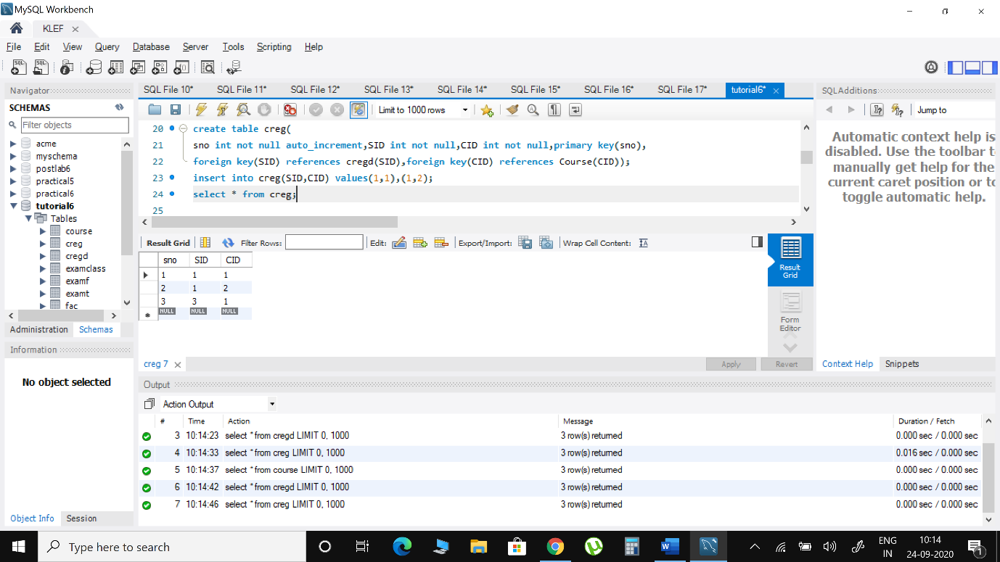 MySQL Workbench
KLEF
File Edit View Query Database Server Tools Scripting Help
Navigator
SCHEMAS
Filter objects
acme
myschema
postlab6
practical5
practical6
tutorial6
Tables
course
creg
cregd
examclass
examf
examt
fac
Administration Schemas
Information
No object selected
Object Info Session
SQL File 10* SQL File 11* SQL File 12* SQL File 13* SQL File 14* SQL File 15* SQL File 16* SQL File 17* tutorial6*
Limit to 1000 rows
20 create table creg(
21 sno int not null auto_increment,SID int not null,CID int not null,primary key(sno),
22 foreign key(SID) references cregd(SID),foreign key(CID) references Course(CID));
23 insert into creg(SID,CID) values(1,1),(1,2);
24 select * from creg;
25
Result Grid Filter Rows: Edit: Export/Import: Wrap Cell Content:
sno SID CID
1 1 1
2 1 2
3 3 1
NULL NULL NULL
Result
Grid
Form
Editor
creg 7
Apply Revert
SQLAdditions
Jump to
Automatic context help is
disabled. Use the toolbar t
manually get help for the
current caret position or to
toggle automatic help.
Context Help Snippets
Output
Action Output
# Time Action Message Duration / Fetch
3 10:14:23 select * from cregd LIMIT 0, 1000 3 row(s) returned 0.000 sec / 0.000 sec
4 10:14:33 select * from creg LIMIT 0, 1000 3 row(s) returned 0.016 sec / 0.000 sec
5 10:14:37 select * from course LIMIT 0, 1000 3 row(s) returned 0.000 sec / 0.000 sec
6 10:14:42 select * from cregd LIMIT 0, 1000 3 row(s) returned 0.000 sec / 0.000 sec
7 10:14:46 select * from creg LIMIT 0, 1000 3 row(s) returned 0.000 sec / 0.000 sec
Type here to search
ENG
IN
10:14
24-09-2020
1